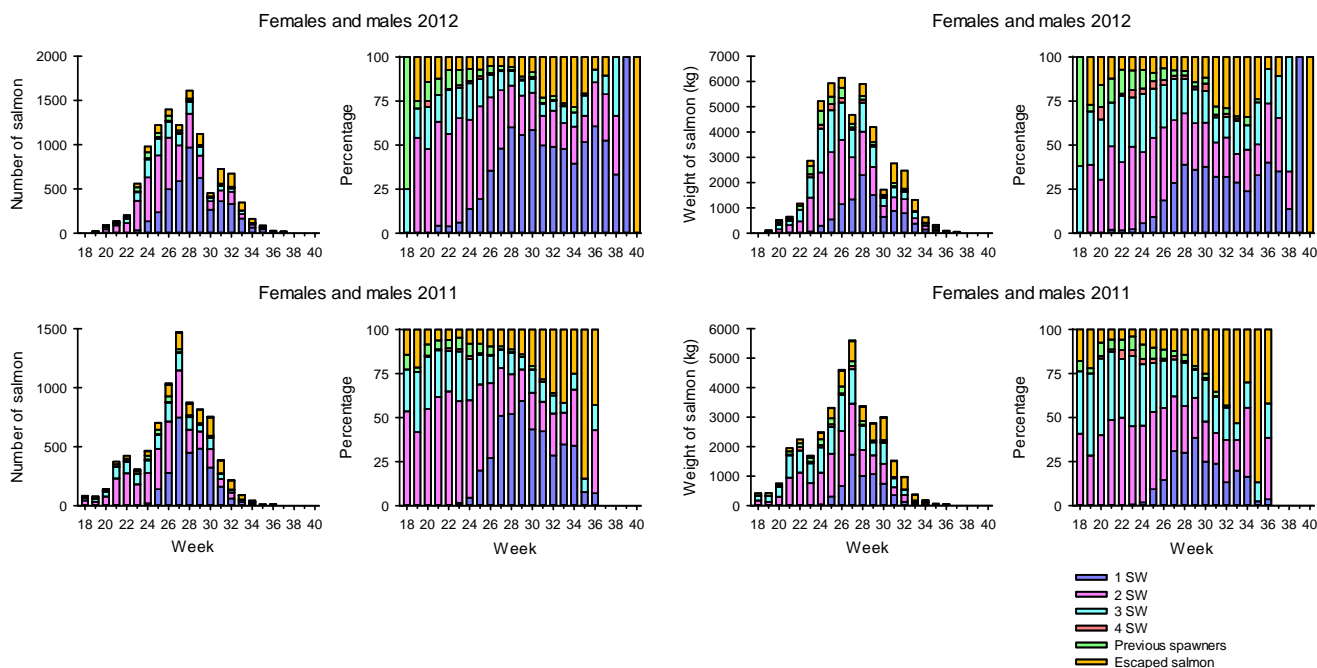 Females and males 2012
Females and males 2012
Number of salmon
2000
1500
1000
500
0
18 20 22 24 26 28 30 32 34 36 38 40
Percentage
100
75
50
25
0
18 20 22 24 26 28 30 32 34 36 38 40
Weight of salmon (kg)
7000
6000
5000
4000
3000
2000
1000
0
18 20 22 24 26 28 30 32 34 36 38 40
Percentage
100
75
50
25
0
18 20 22 24 26 28 30 32 34 36 38 40
Females and males 2011
Females and males 2011
Number of salmon
1500
1000
500
0
18 20 22 24 26 28 30 32 34 36 38 40
Week
Percentage
100
75
50
25
0
18 20 22 24 26 28 30 32 34 36 38 40
Week
Weight of salmon (kg)
6000
5000
4000
3000
2000
1000
0
18 20 22 24 26 28 30 32 34 36 38 40
Week
Percentage
100
75
50
25
0
18 20 22 24 26 28 30 32 34 36 38 40
Week
1 SW
2 SW
3 SW
4 SW
Previous spawners
Escaped salmon